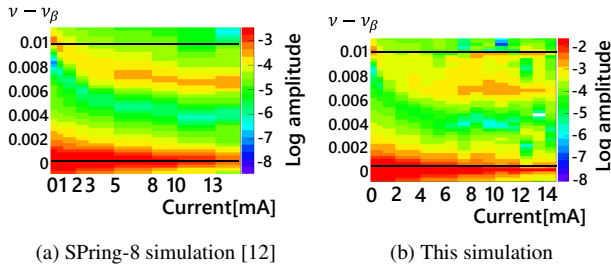 ν − νβ
0.01
0.008
0.006
0.004
0.002
0
01 2 3 5 8 10 13
Current[mA]
-3
-4
-5
-6
-7
-8
Log amplitude
(a) SPring-8 simulation [12]
ν − νβ
0.01
0.008
0.006
0.004
0.002
0
0 2 4 6 8 10 12 14
Current[mA]
-2
-3
-4
-5
-6
-7
-8
Log amplitude
(b) This simulation